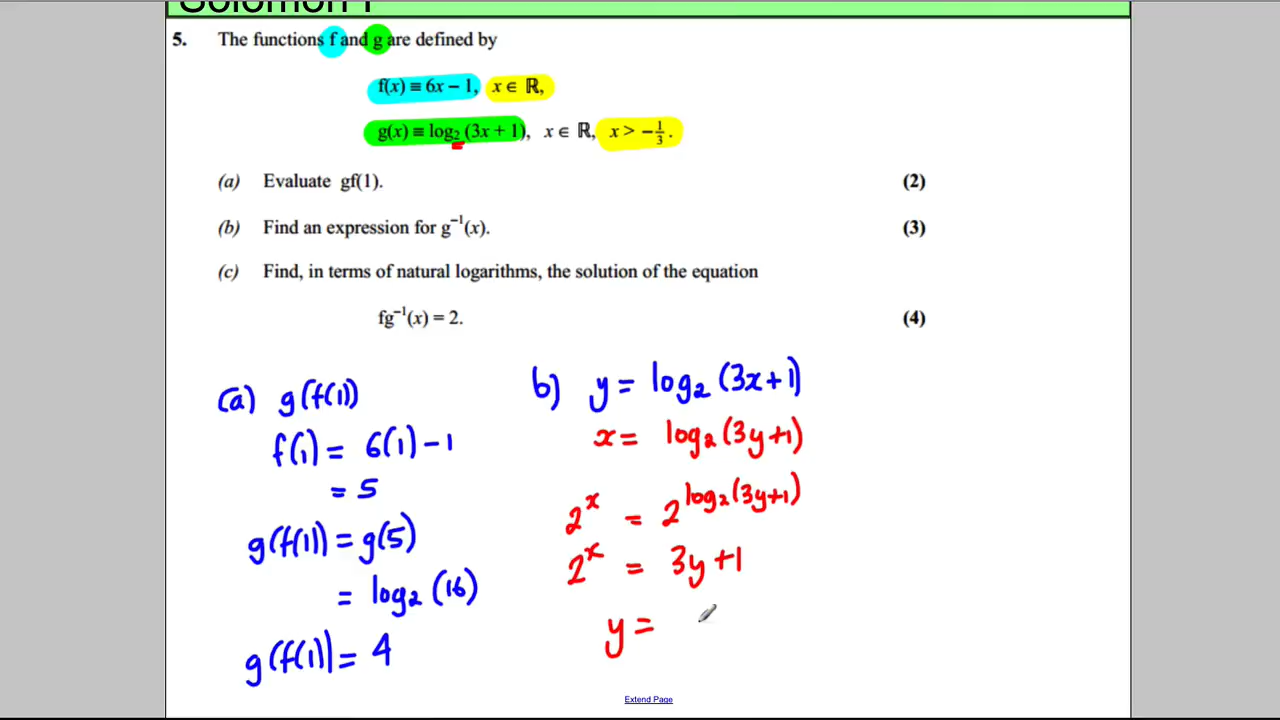 Solomon
5. The functions f and g are defined by
f(x) ≡ 6x − 1, x ∈ ℝ,
g(x) ≡ log₂ (3x + 1), x ∈ ℝ, x > −1/3.
(a) Evaluate gf(1). (2)
(b) Find an expression for g⁻¹(x). (3)
(c) Find, in terms of natural logarithms, the solution of the equation
fg⁻¹(x) = 2. (4)
(a) g(f(1))
f(1) = 6(1) − 1
= 5
g(f(1)) = g(5)
= log₂ (16)
g(f(1)) = 4
b) y = log₂ (3x + 1)
x = log₂ (3y + 1)
2^x = 2^(log₂(3y+1))
2^x = 3y + 1
y =
Extend Page